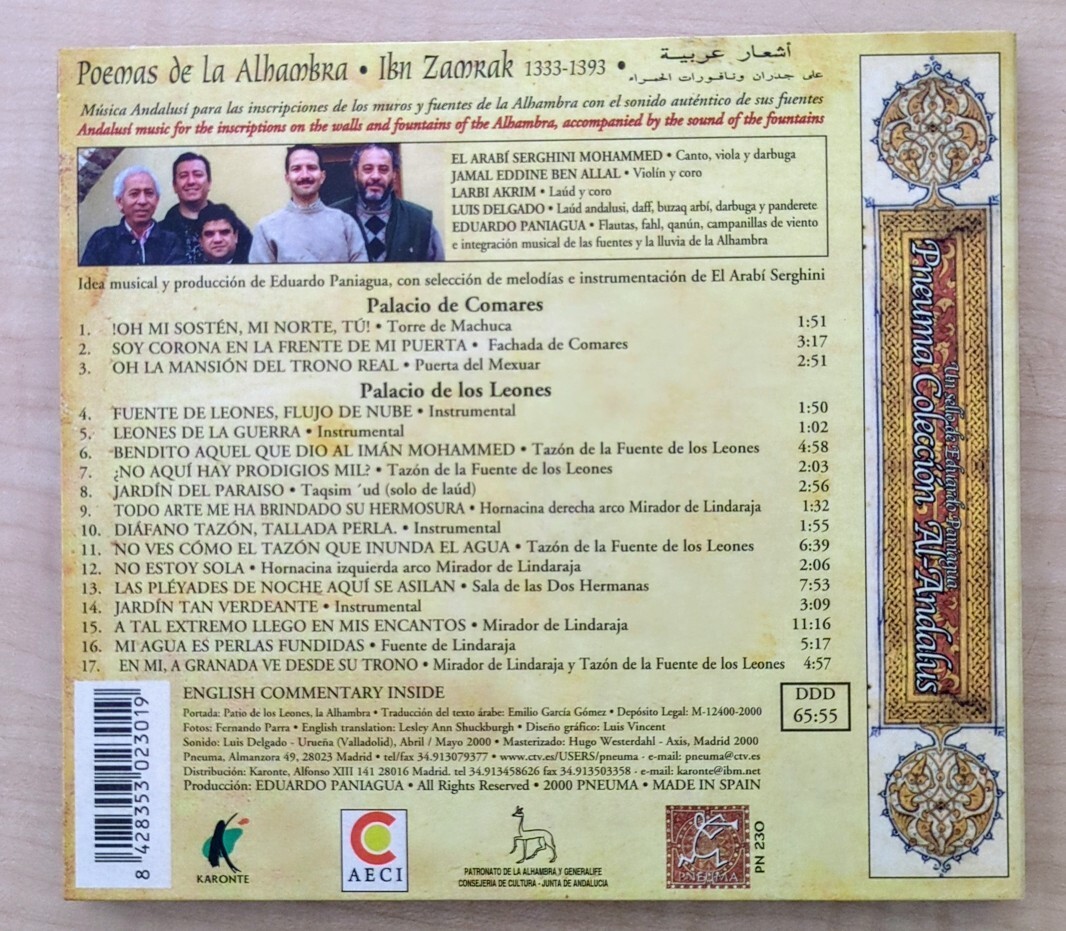 Poemas de la Alhambra • Ibn Zamrak 1333-1393 • أشعار عربية
على جدران ونافورات الحمراء
Música Andalusí para las inscripciones de los muros y fuentes de la Alhambra con el sonido auténtico de sus fuentes
Andalusí music for the inscriptions on the walls and fountains of the Alhambra, accompanied by the sound of the fountains
EL ARABÍ SERGHINI MOHAMMED • Canto, viola y darbuga
JAMAL EDDINE BEN ALLAL • Violín y coro
LARBI AKRIM • Laúd y coro
LUIS DELGADO • Laúd andalusi, daff, buzaq arbí, darbuga y panderete
EDUARDO PANIAGUA • Flautas, fahl, qanún, campanillas de viento
e integración musical de las fuentes y la lluvia de la Alhambra
Idea musical y producción de Eduardo Paniagua, con selección de melodías e instrumentación de El Arabí Serghini
Palacio de Comares
1. !OH MI SOSTÉN, MI NORTE, TÚ! • Torre de Machuca 1:51
2. SOY CORONA EN LA FRENTE DE MI PUERTA • Fachada de Comares 3:17
3. OH LA MANSIÓN DEL TRONO REAL • Puerta del Mexuar 2:51
Palacio de los Leones
4. FUENTE DE LEONES, FLUJO DE NUBE • Instrumental 1:50
5. LEONES DE LA GUERRA • Instrumental 1:02
6. BENDITO AQUEL QUE DIO AL IMÁN MOHAMMED • Tazón de la Fuente de los Leones 4:58
7. ¿NO AQUÍ HAY PRODIGIOS MIL? • Tazón de la Fuente de los Leones 2:03
8. JARDÍN DEL PARAISO • Taqsim ´ud (solo de laúd) 2:56
9. TODO ARTE ME HA BRINDADO SU HERMOSURA • Hornacina derecha arco Mirador de Lindaraja 1:32
10. DIÁFANO TAZÓN, TALLADA PERLA. • Instrumental 1:55
11. NO VES CÓMO EL TAZÓN QUE INUNDA EL AGUA • Tazón de la Fuente de los Leones 6:39
12. NO ESTOY SOLA • Hornacina izquierda arco Mirador de Lindaraja 2:06
13. LAS PLÉYADES DE NOCHE AQUÍ SE ASILAN • Sala de las Dos Hermanas 7:53
14. JARDÍN TAN VERDEANTE • Instrumental 3:09
15. A TAL EXTREMO LLEGO EN MIS ENCANTOS • Mirador de Lindaraja 11:16
16. MI AGUA ES PERLAS FUNDIDAS • Fuente de Lindaraja 5:17
17. EN MI, A GRANADA VE DESDE SU TRONO • Mirador de Lindaraja y Tazón de la Fuente de los Leones 4:57
ENGLISH COMMENTARY INSIDE
DDD
65:55
Portada: Patio de los Leones, la Alhambra • Traducción del texto árabe: Emilio García Gómez • Depósito Legal: M-12400-2000
Fotos: Fernando Parra • English translation: Lesley Ann Shuckburgh • Diseño gráfico: Luis Vincent
Sonido: Luis Delgado - Urueña (Valladolid), Abril / Mayo 2000 • Masterizado: Hugo Westerdahl - Axis, Madrid 2000
Pneuma, Almanzora 49, 28023 Madrid • tel/fax 34.913079377 • www.ctv.es/USERS/pneuma - e-mail: pneuma@ctv.es
Distribución: Karonte, Alfonso XIII 141 28016 Madrid. tel 34.913458626 fax 34.913503358 - e-mail: karonte@ibm.net
Producción: EDUARDO PANIAGUA • All Rights Reserved • 2000 PNEUMA • MADE IN SPAIN
8 428353 023019
KARONTE
AECI
PATRONATO DE LA ALHAMBRA Y GENERALIFE
CONSEJERIA DE CULTURA - JUNTA DE ANDALUCIA
PNEUMA
PN 230
Un sello de Eduardo Paniagua
Pneuma Colección Al-Andalus